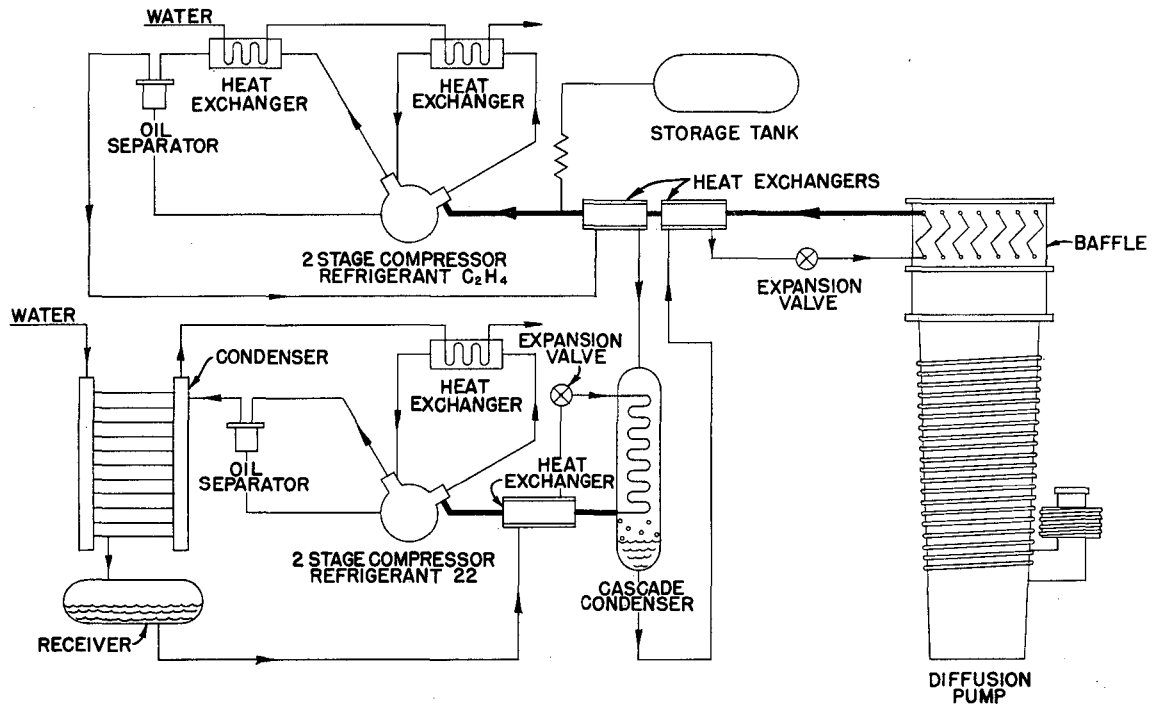 WATER
HEAT
EXCHANGER
HEAT
EXCHANGER
OIL
SEPARATOR
STORAGE TANK
HEAT EXCHANGERS
2 STAGE COMPRESSOR
REFRIGERANT C₂H₄
BAFFLE
EXPANSION
VALVE
WATER
CONDENSER
HEAT
EXCHANGER
EXPANSION
VALVE
OIL
SEPARATOR
HEAT
EXCHANGER
2 STAGE COMPRESSOR
REFRIGERANT 22
CASCADE
CONDENSER
RECEIVER
DIFFUSION
PUMP